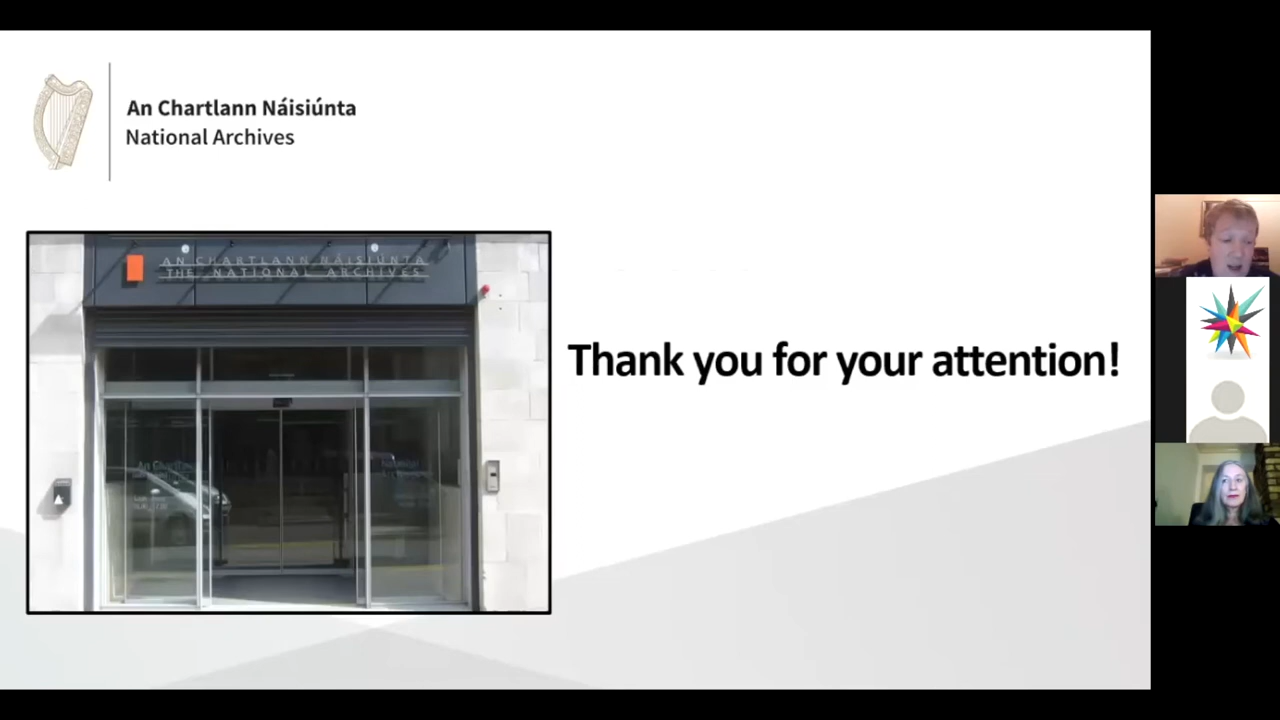 An Chartlann Náisiúnta
National Archives
AN CHARTLANN NÁISIÚNTA
THE NATIONAL ARCHIVES
Thank you for your attention!